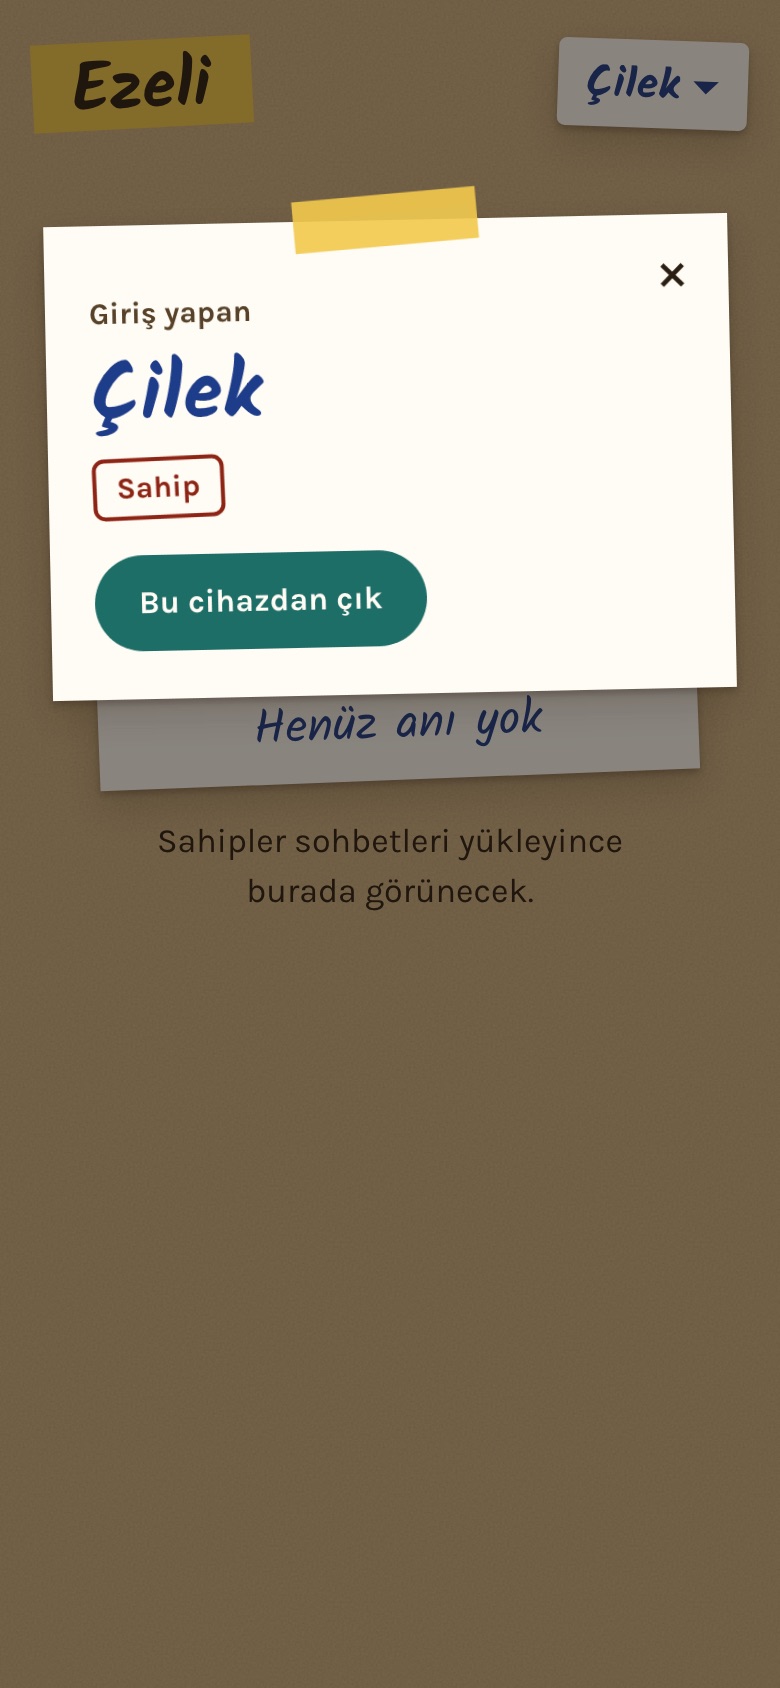 Ezeli
Çilek
Giriş yapan
Çilek
Sahip
Bu cihazdan çık
Henüz anı yok
Sahipler sohbetleri yükleyince
burada görünecek.